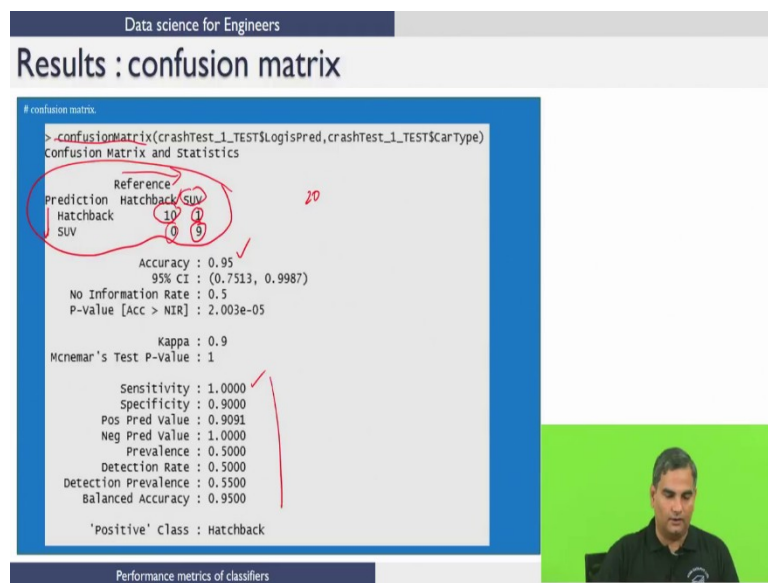 Data science for Engineers
Results : confusion matrix
# confusion matrix.
> confusionMatrix(crashTest_1_TEST$LogisPred,crashTest_1_TEST$CarType)
Confusion Matrix and Statistics
Reference
Prediction Hatchback SUV
Hatchback 10 1
SUV 0 9
20
Accuracy : 0.95
95% CI : (0.7513, 0.9987)
No Information Rate : 0.5
P-Value [Acc > NIR] : 2.003e-05
Kappa : 0.9
Mcnemar's Test P-Value : 1
Sensitivity : 1.0000
Specificity : 0.9000
Pos Pred Value : 0.9091
Neg Pred Value : 1.0000
Prevalence : 0.5000
Detection Rate : 0.5000
Detection Prevalence : 0.5500
Balanced Accuracy : 0.9500
'Positive' Class : Hatchback
Performance metrics of classifiers